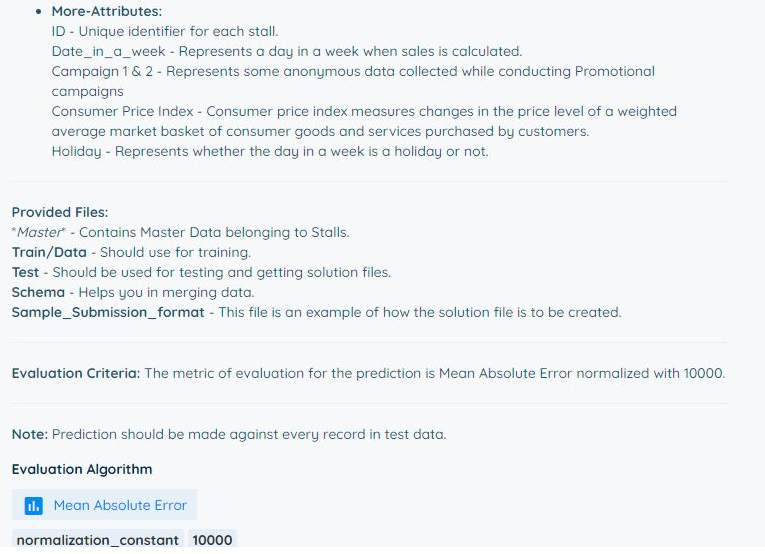 More-Attributes:
ID - Unique identifier for each stall.
Date_in_a_week - Represents a day in a week when sales is calculated.
Campaign 1 & 2 - Represents some anonymous data collected while conducting Promotional
campaigns
Consumer Price Index - Consumer price index measures changes in the price level of a weighted
average market basket of consumer goods and services purchased by customers.
Holiday - Represents whether the day in a week is a holiday or not.
Provided Files:
*Master* - Contains Master Data belonging to Stalls.
Train/Data - Should use for training.
Test - Should be used for testing and getting solution files.
Schema - Helps you in merging data.
Sample_Submission_format - This file is an example of how the solution file is to be created.
Evaluation Criteria: The metric of evaluation for the prediction is Mean Absolute Error normalized with 10000.
Note: Prediction should be made against every record in test data.
Evaluation Algorithm
Mean Absolute Error
normalization_constant 10000